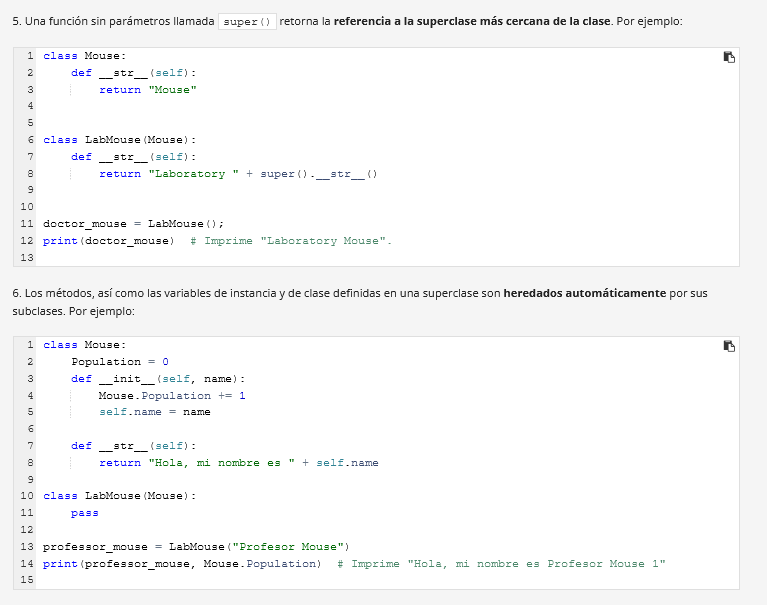 5. Una función sin parámetros llamada super() retorna la referencia a la superclase más cercana de la clase. Por ejemplo:
1 class Mouse:
2     def __str__(self):
3         return "Mouse"
4
5
6 class LabMouse(Mouse):
7     def __str__(self):
8         return "Laboratory " + super().__str__()
9
10
11 doctor_mouse = LabMouse();
12 print(doctor_mouse)  # Imprime "Laboratory Mouse".
13
6. Los métodos, así como las variables de instancia y de clase definidas en una superclase son heredados automáticamente por sus
subclases. Por ejemplo:
1 class Mouse:
2     Population = 0
3     def __init__(self, name):
4         Mouse.Population += 1
5         self.name = name
6
7     def __str__(self):
8         return "Hola, mi nombre es " + self.name
9
10 class LabMouse(Mouse):
11     pass
12
13 professor_mouse = LabMouse("Profesor Mouse")
14 print(professor_mouse, Mouse.Population)  # Imprime "Hola, mi nombre es Profesor Mouse 1"
15